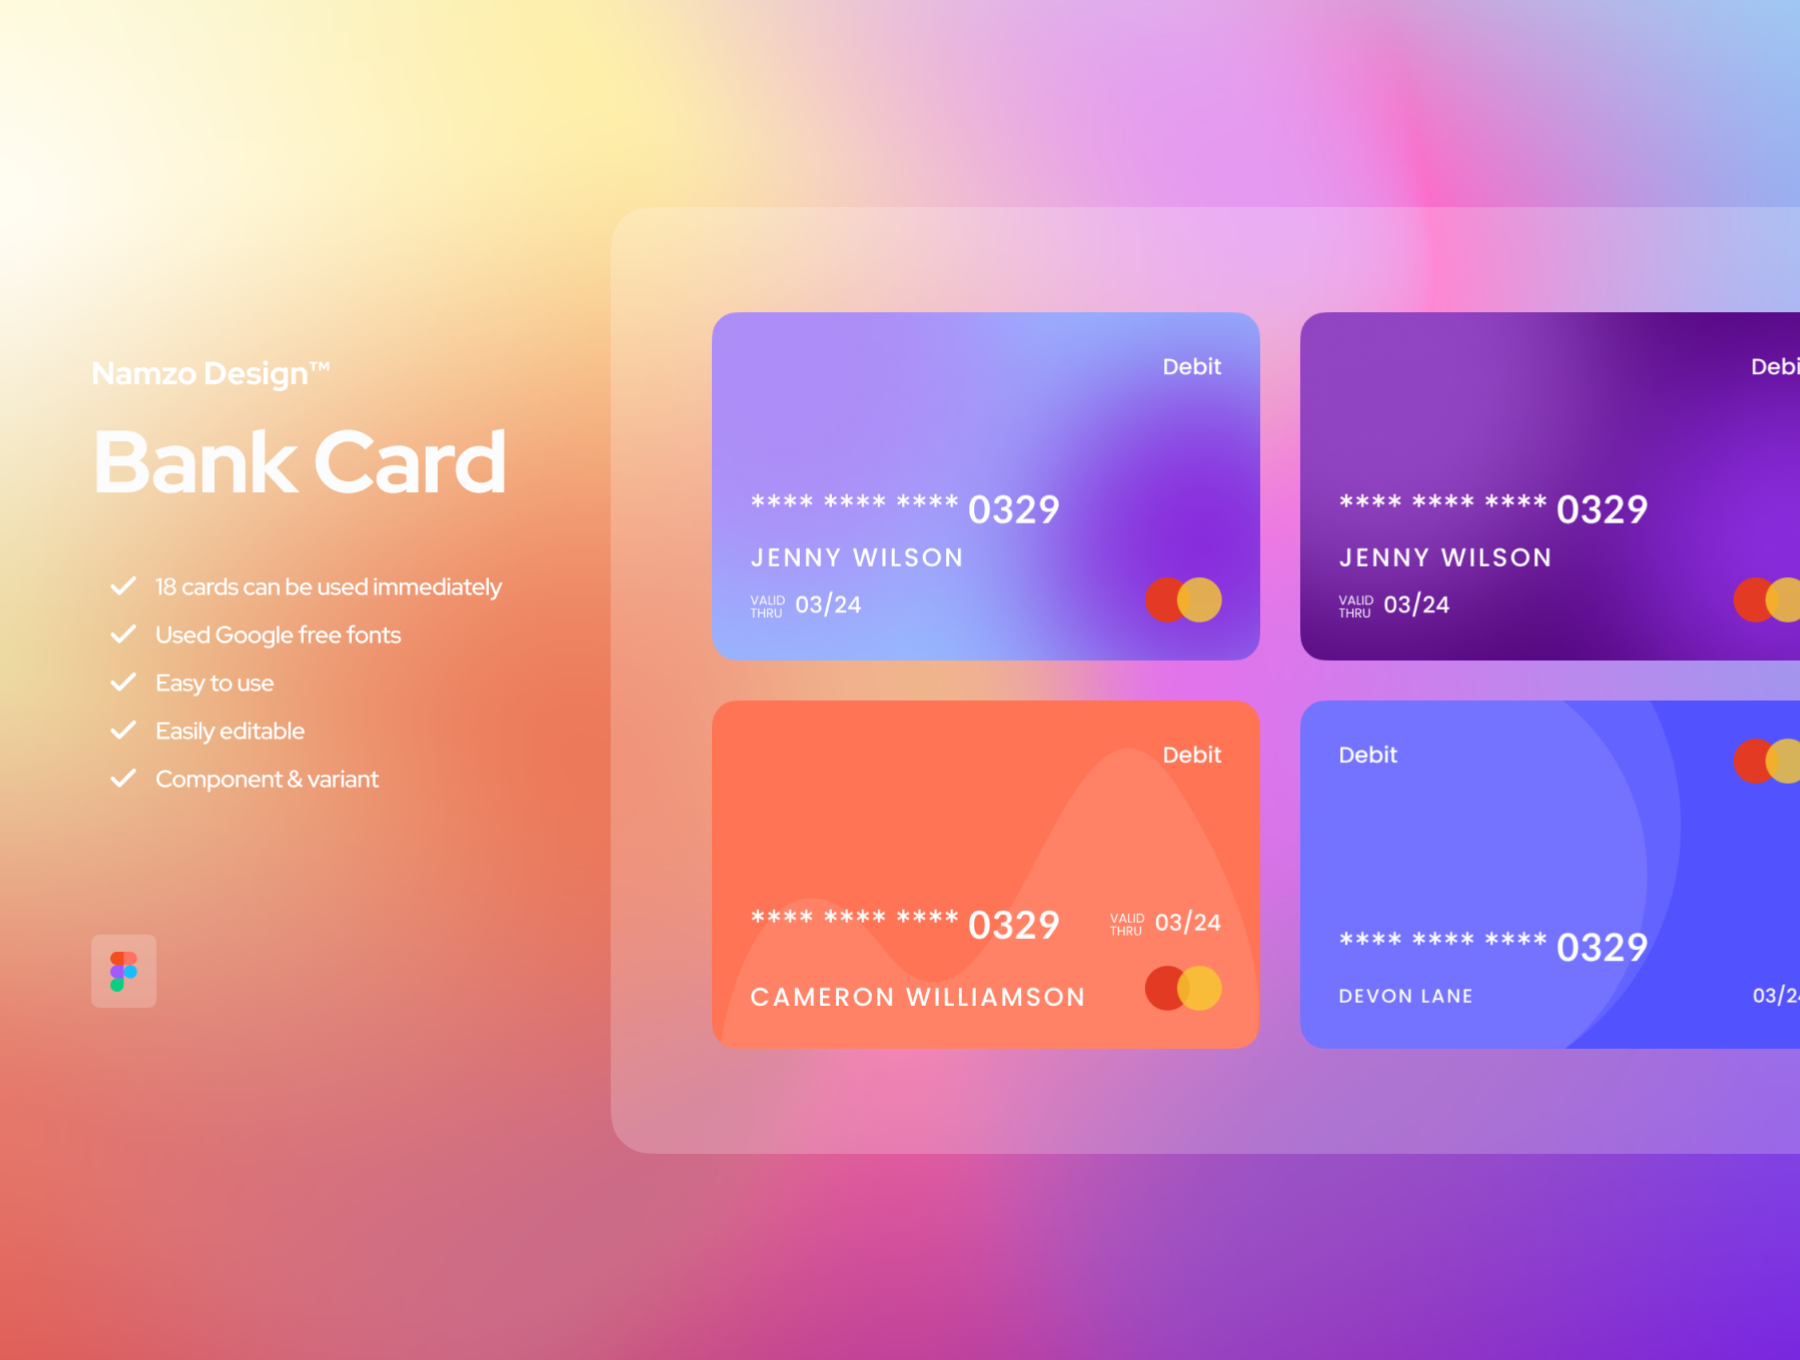 Namzo Design™
Bank Card
18 cards can be used immediately
Used Google free fonts
Easy to use
Easily editable
Component & variant
Debit
**** **** **** 0329
JENNY WILSON
VALID THRU 03/24
Debi
**** **** **** 0329
JENNY WILSON
VALID THRU 03/24
Debit
**** **** **** 0329
VALID THRU 03/24
CAMERON WILLIAMSON
Debit
**** **** **** 0329
DEVON LANE
03/2